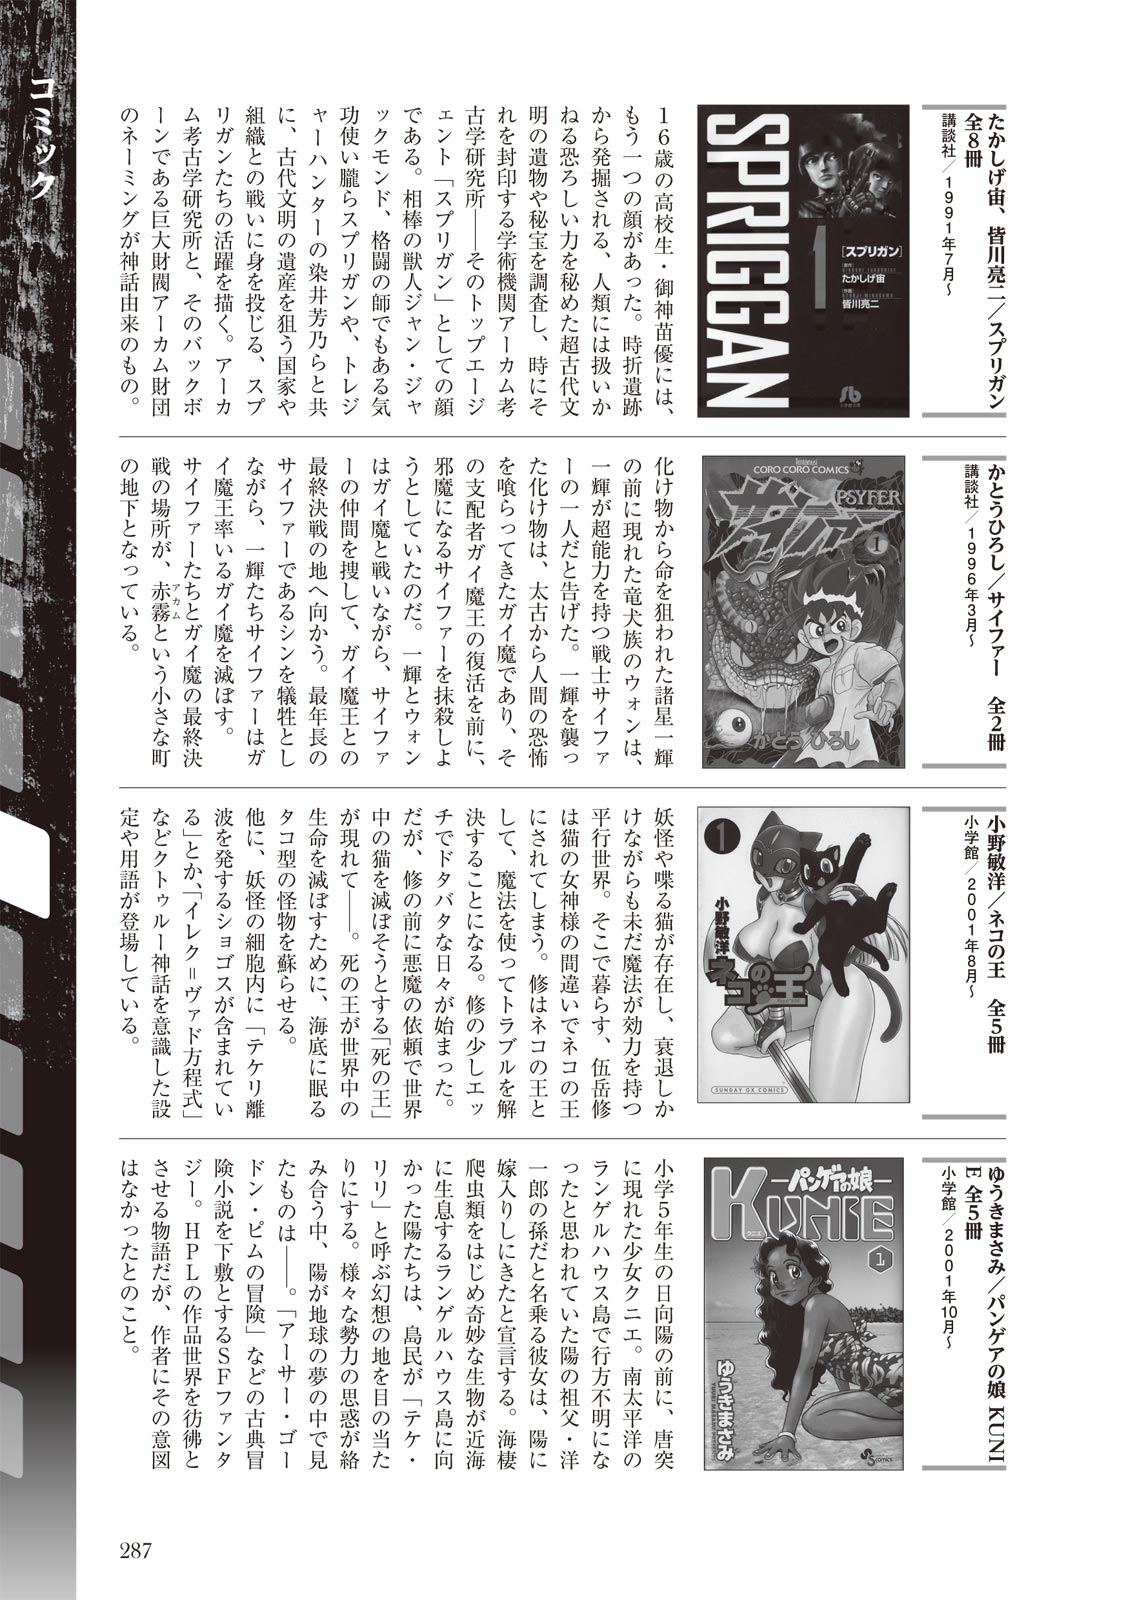 コミック
たかしげ宙、皆川亮二／スプリガン
全8冊
講談社／1991年7月～
SPRIGGAN
1
［スプリガン］
［原作］
HIROSHI TAKASHIGE
たかしげ宙
［作画］
RYOUJI MINAGAWA
皆川亮二
小学館文庫
16歳の高校生・御神苗優には、
もう一つの顔があった。時折遺跡
から発掘される、人類には扱いか
ねる恐ろしい力を秘めた超古代文
明の遺物や秘宝を調査し、時にそ
れを封印する学術機関アーカム考
古学研究所――そのトップエージ
ェント「スプリガン」としての顔
である。相棒の獣人ジャン・ジャ
ックモンド、格闘の師でもある気
功使い朧らスプリガンや、トレジ
ャーハンターの染井芳乃らと共
に、古代文明の遺産を狙う国家や
組織との戦いに身を投じる、スプ
リガンたちの活躍を描く。アーカ
ム考古学研究所と、そのバックボ
ーンである巨大財閥アーカム財団
のネーミングが神話由来のもの。
かとうひろし／サイファー　全2冊
講談社／1996年3月～
CORO CORO COMICS
サイファー
PSYFER
1
かとうひろし
化け物から命を狙われた諸星一輝
の前に現れた竜犬族のウォンは、
一輝が超能力を持つ戦士サイファ
ーの一人だと告げた。一輝を襲っ
た化け物は、太古から人間の恐怖
を喰らってきたガイ魔であり、そ
の支配者ガイ魔王の復活を前に、
邪魔になるサイファーを抹殺しよ
うとしていたのだ。一輝とウォン
はガイ魔と戦いながら、サイファ
ーの仲間を捜して、ガイ魔王との
最終決戦の地へ向かう。最年長の
サイファーであるシンを犠牲とし
ながら、一輝たちサイファーはガ
イ魔王率いるガイ魔を滅ぼす。
サイファーたちとガイ魔の最終決
戦の場所が、赤霧アカムという小さな町
の地下となっている。
小野敏洋／ネコの王　全5冊
小学館／2001年8月～
1
小野敏洋
ネコの王
SUNDAY GX COMICS
妖怪や喋る猫が存在し、衰退しか
けながらも未だ魔法が効力を持つ
平行世界。そこで暮らす、伍岳修
は猫の女神様の間違いでネコの王
にされてしまう。修はネコの王と
して、魔法を使ってトラブルを解
決することになる。修の少しエッ
チでドタバタな日々が始まった。
だが、修の前に悪魔の依頼で世界
中の猫を滅ぼそうとする「死の王」
が現れて――。死の王が世界中の
生命を滅ぼすために、海底に眠る
タコ型の怪物を蘇らせる。
他に、妖怪の細胞内に「テケリ離
波を発するショゴスが含まれてい
る」とか、「イレク＝ヴァド方程式」
などクトゥルー神話を意識した設
定や用語が登場している。
ゆうきまさみ／パンゲアの娘 KUNI
E 全5冊
小学館／2001年10月～
パンゲアの娘
KUNIE
クニエ
1
ゆうきまさみ
小学5年生の日向陽の前に、唐突
に現れた少女クニエ。南太平洋の
ランゲルハウス島で行方不明にな
ったと思われていた陽の祖父・洋
一郎の孫だと名乗る彼女は、陽に
嫁入りしにきたと宣言する。海棲
爬虫類をはじめ奇妙な生物が近海
に生息するランゲルハウス島に向
かった陽たちは、島民が「テケ・
リリ」と呼ぶ幻想の地を目の当た
りにする。様々な勢力の思惑が絡
み合う中、陽が地球の夢の中で見
たものは――。「アーサー・ゴー
ドン・ピムの冒険」などの古典冒
険小説を下敷とするSFファンタ
ジー。HPLの作品世界を彷彿と
させる物語だが、作者にその意図
はなかったとのこと。
287